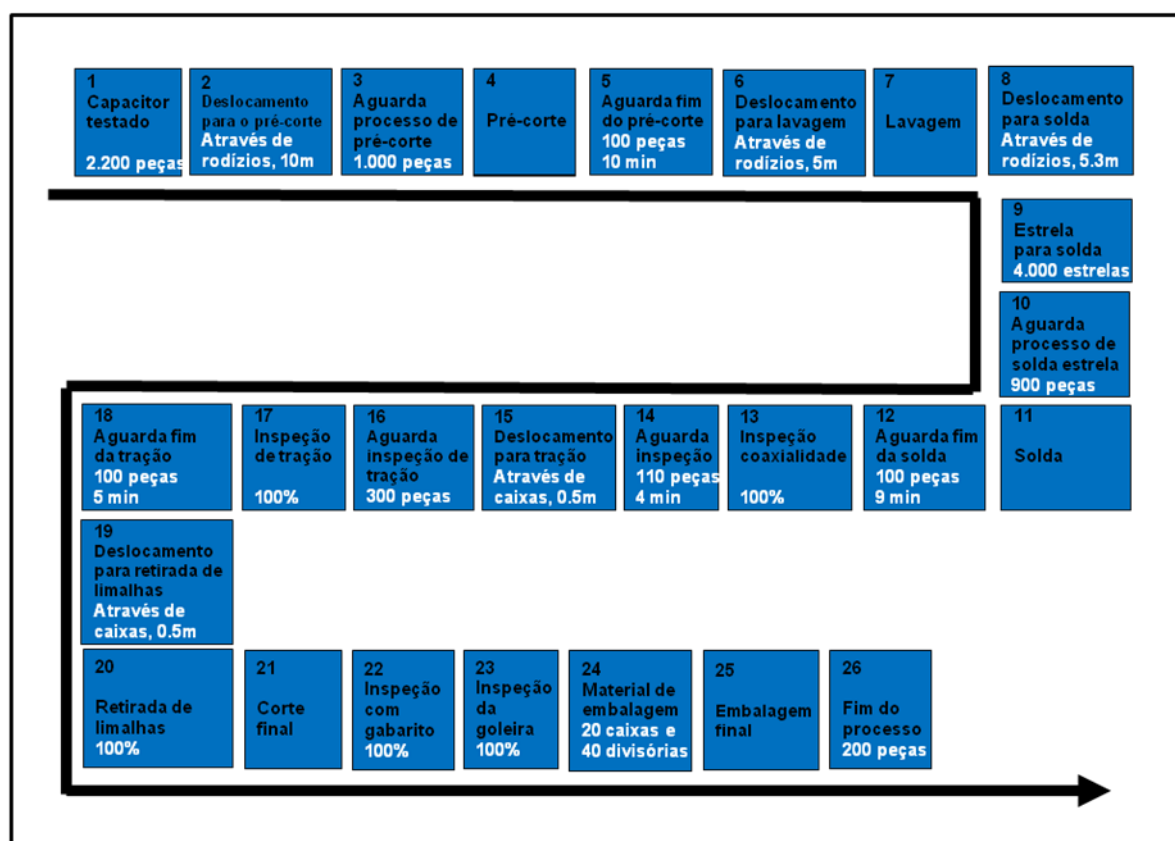 1
Capacitor
testado
2.200 peças
2
Deslocamento
para o pré-corte
Através de
rodízios, 10m
3
Aguarda
processo de
pré-corte
1.000 peças
4
Pré-corte
5
Aguarda fim
do pré-corte
100 peças
10 min
6
Deslocamento
para lavagem
Através de
rodízios, 5m
7
Lavagem
8
Deslocamento
para solda
Através de
rodízios, 5.3m
9
Estrela
para solda
4.000 estrelas
10
Aguarda
processo de
solda estrela
900 peças
11
Solda
12
Aguarda fim
da solda
100 peças
9 min
13
Inspeção
coaxialidade
100%
14
Aguarda
inspeção
110 peças
4 min
15
Deslocamento
para tração
Através de
caixas, 0.5m
16
Aguarda
inspeção de
tração
300 peças
17
Inspeção
de tração
100%
18
Aguarda fim
da tração
100 peças
5 min
19
Deslocamento
para retirada de
limalhas
Através de
caixas, 0.5m
20
Retirada de
limalhas
100%
21
Corte
final
22
Inspeção
com
gabarito
100%
23
Inspeção
da
goleira
100%
24
Material de
embalagem
20 caixas e
40 divisórias
25
Embalagem
final
26
Fim do
processo
200 peças